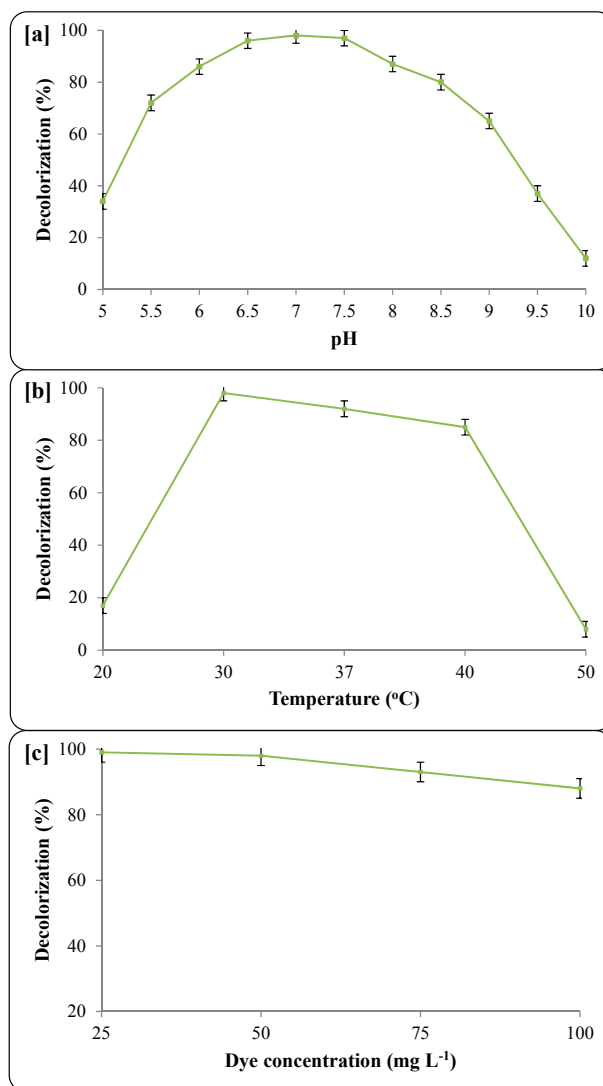 [a]
Decolorization (%)
100
80
60
40
20
0
5 5.5 6 6.5 7 7.5 8 8.5 9 9.5 10
pH
[b]
Decolorization (%)
100
80
60
40
20
0
20 30 37 40 50
Temperature (ᵒC)
[c]
Decolorization (%)
100
80
60
40
20
25 50 75 100
Dye concentration (mg L⁻¹)